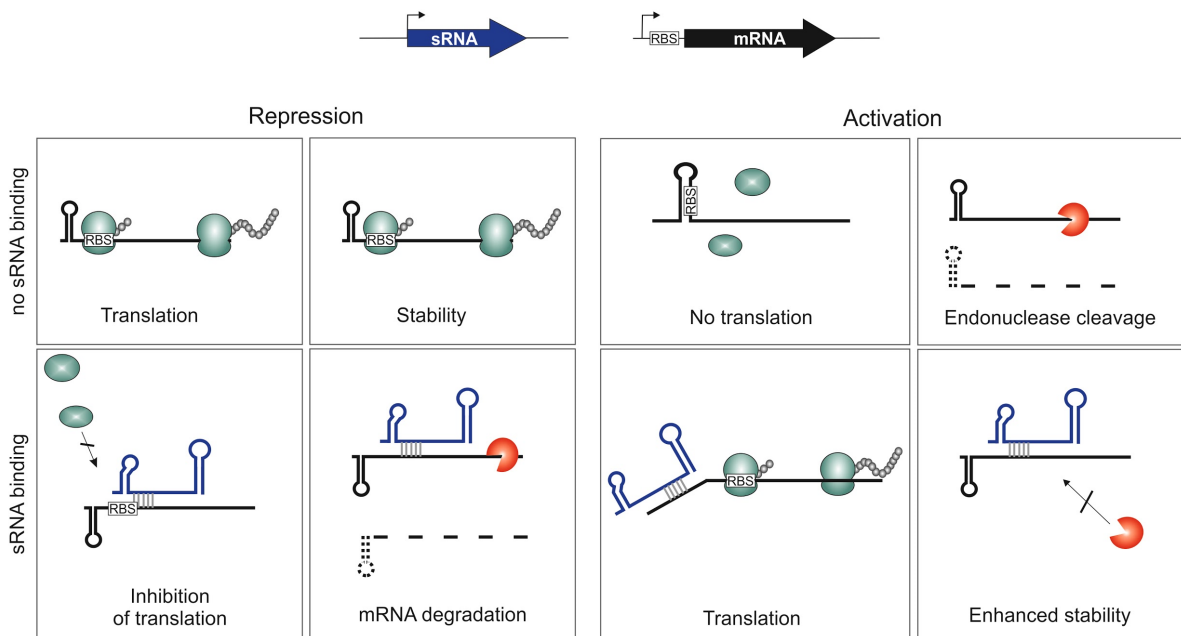 sRNA
RBS
mRNA
Repression
Activation
no sRNA binding
RBS
Translation
RBS
Stability
RBS
No translation
Endonuclease cleavage
sRNA binding
RBS
Inhibition
of translation
mRNA degradation
RBS
Translation
Enhanced stability